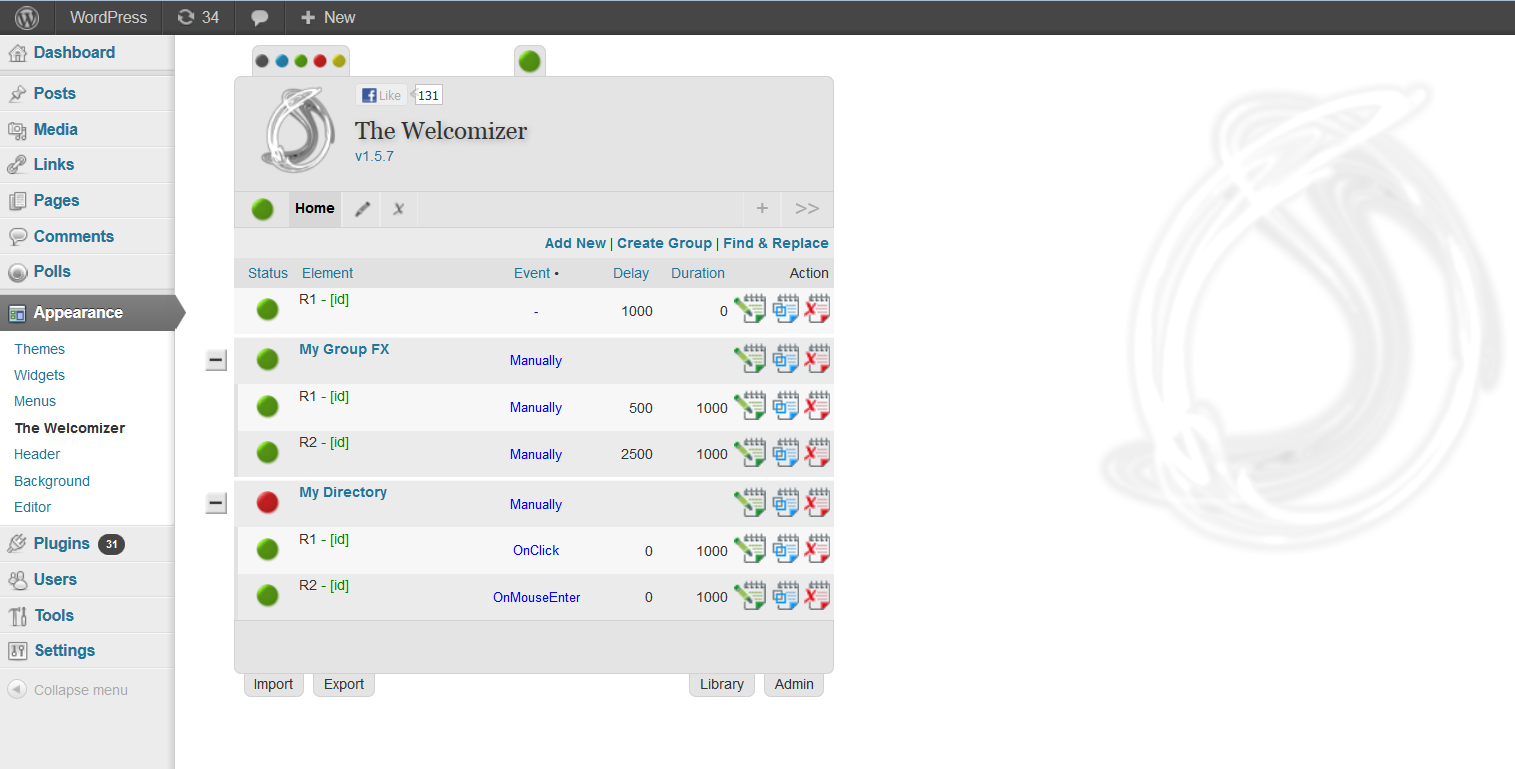 WordPress 34 New
Dashboard
Posts
Media
Links
Pages
Comments
Polls
Appearance
Themes
Widgets
Menus
The Welcomizer
Header
Background
Editor
Plugins 31
Users
Tools
Settings
Collapse menu
Like 131
The Welcomizer
v1.5.7
Home x + >>
Add New | Create Group | Find & Replace
Status Element Event • Delay Duration Action
R1 - [id] - 1000 0
My Group FX Manually
R1 - [id] Manually 500 1000
R2 - [id] Manually 2500 1000
My Directory Manually
R1 - [id] OnClick 0 1000
R2 - [id] OnMouseEnter 0 1000
Import Export Library Admin